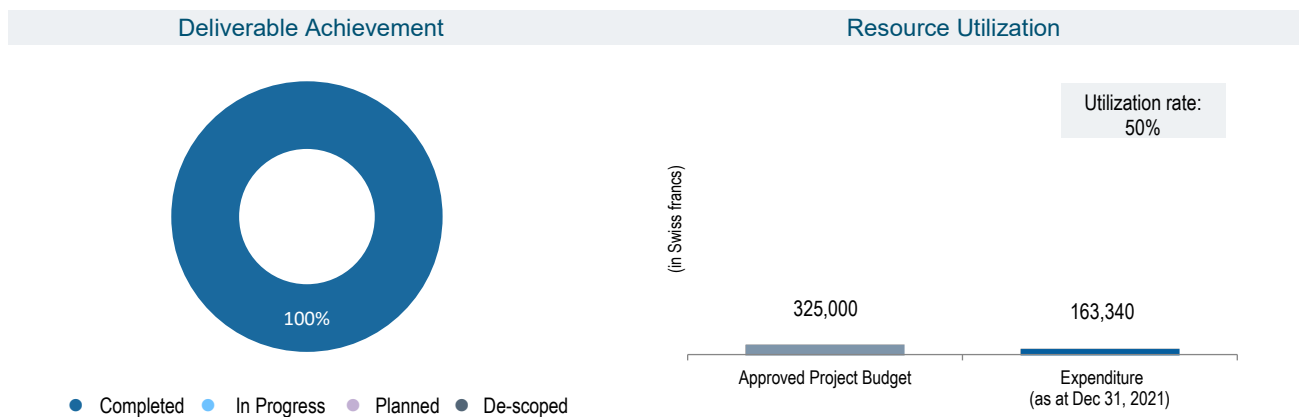 Deliverable Achievement
Resource Utilization
100%
Completed
In Progress
Planned
De-scoped
Utilization rate:
50%
(in Swiss francs)
325,000
163,340
Approved Project Budget
Expenditure
(as at Dec 31, 2021)